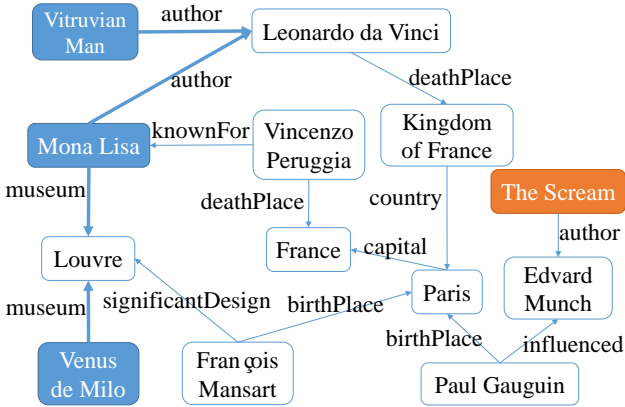 Vitruvian
Man
author
Leonardo da Vinci
author
deathPlace
Mona Lisa
knownFor
Vincenzo
Peruggia
Kingdom
of France
museum
deathPlace
country
The Scream
Louvre
France
capital
author
museum
significantDesign
birthPlace
Paris
Edvard
Munch
Venus
de Milo
François
Mansart
birthPlace
influenced
Paul Gauguin